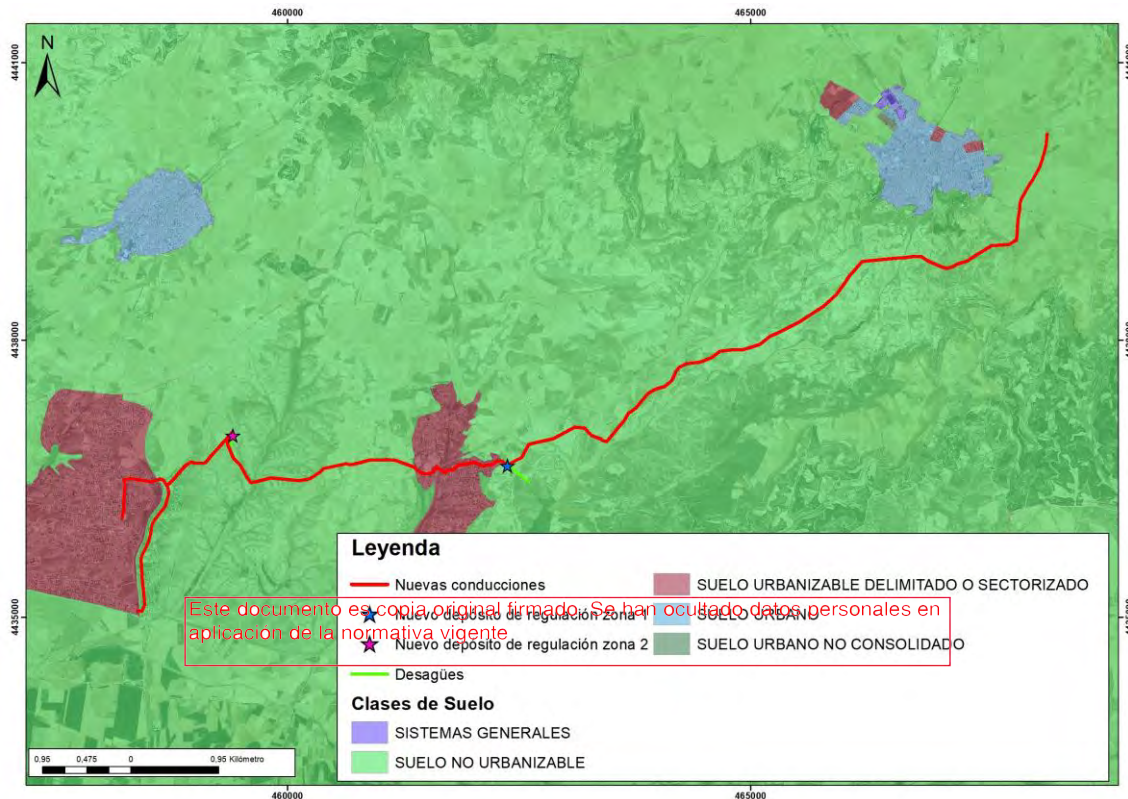 460000
465000
N
4441000
4441000
4438000
4438000
4435000
4435000
Leyenda
Nuevas conducciones
Nuevo depósito de regulación zona 1
Nuevo depósito de regulación zona 2
Desagües
Clases de Suelo
SISTEMAS GENERALES
SUELO NO URBANIZABLE
SUELO URBANIZABLE DELIMITADO O SECTORIZADO
SUELO URBANO
SUELO URBANO NO CONSOLIDADO
Este documento es copia original firmado. Se han ocultado datos personales en
aplicación de la normativa vigente
0,95 0,475 0 0,95 Kilómetro
460000
465000